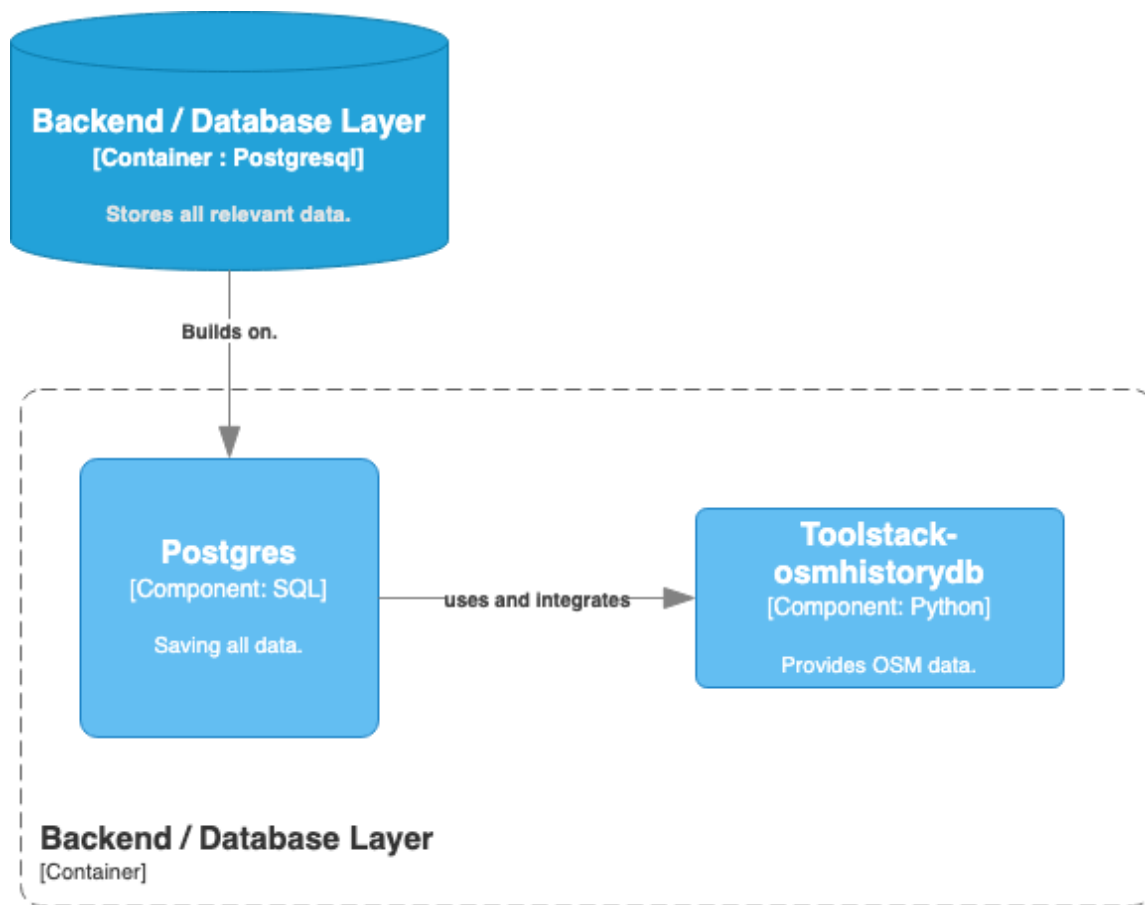 Backend / Database Layer
[Container : Postgresql]
Stores all relevant data.
Builds on.
Postgres
[Component: SQL]
Saving all data.
uses and integrates
Toolstack-
osmhistorydb
[Component: Python]
Provides OSM data.
Backend / Database Layer
[Container]